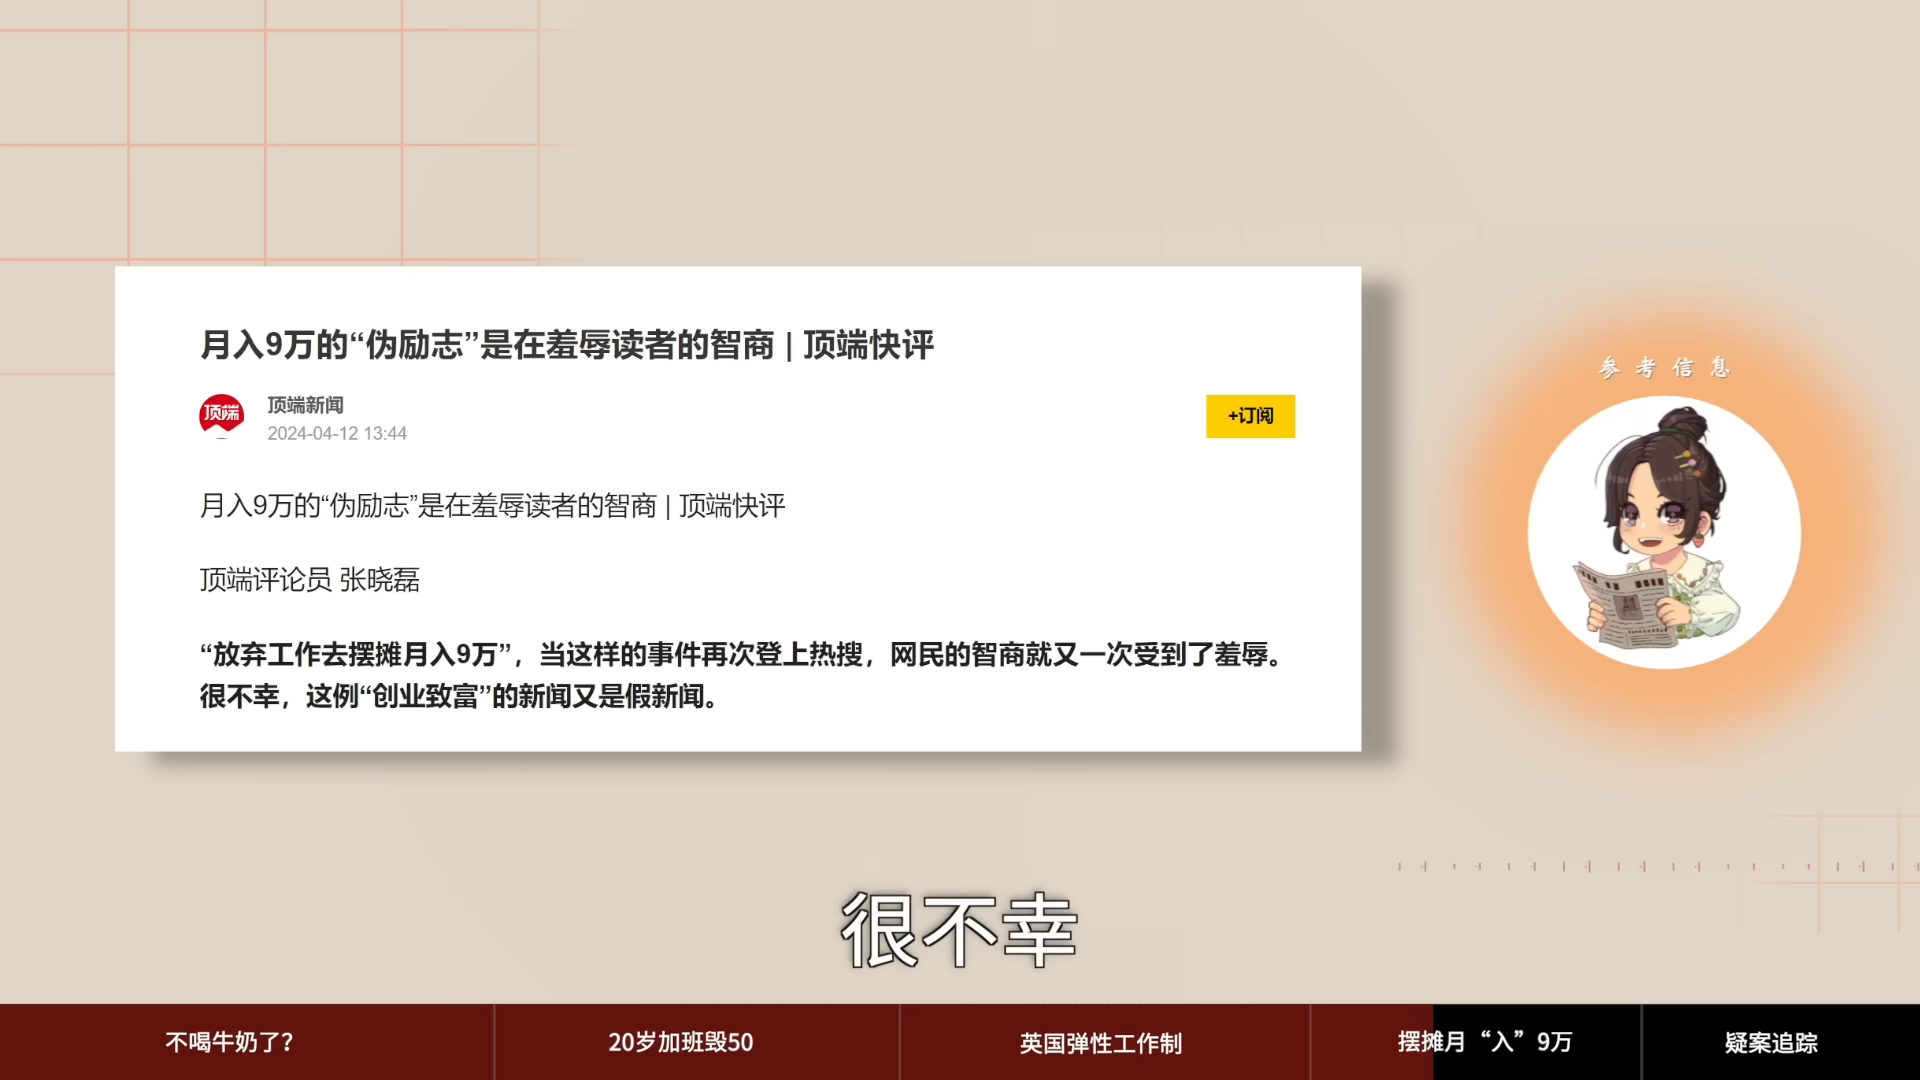 月入9万的“伪励志”是在羞辱读者的智商 | 顶端快评
顶端
顶端新闻
2024-04-12 13:44
+订阅
月入9万的“伪励志”是在羞辱读者的智商 | 顶端快评
顶端评论员 张晓磊
“放弃工作去摆摊月入9万”，当这样的事件再次登上热搜，网民的智商就又一次受到了羞辱。
很不幸，这例“创业致富”的新闻又是假新闻。
参考信息
很不幸
不喝牛奶了？
20岁加班毁50
英国弹性工作制
摆摊月“入”9万
疑案追踪